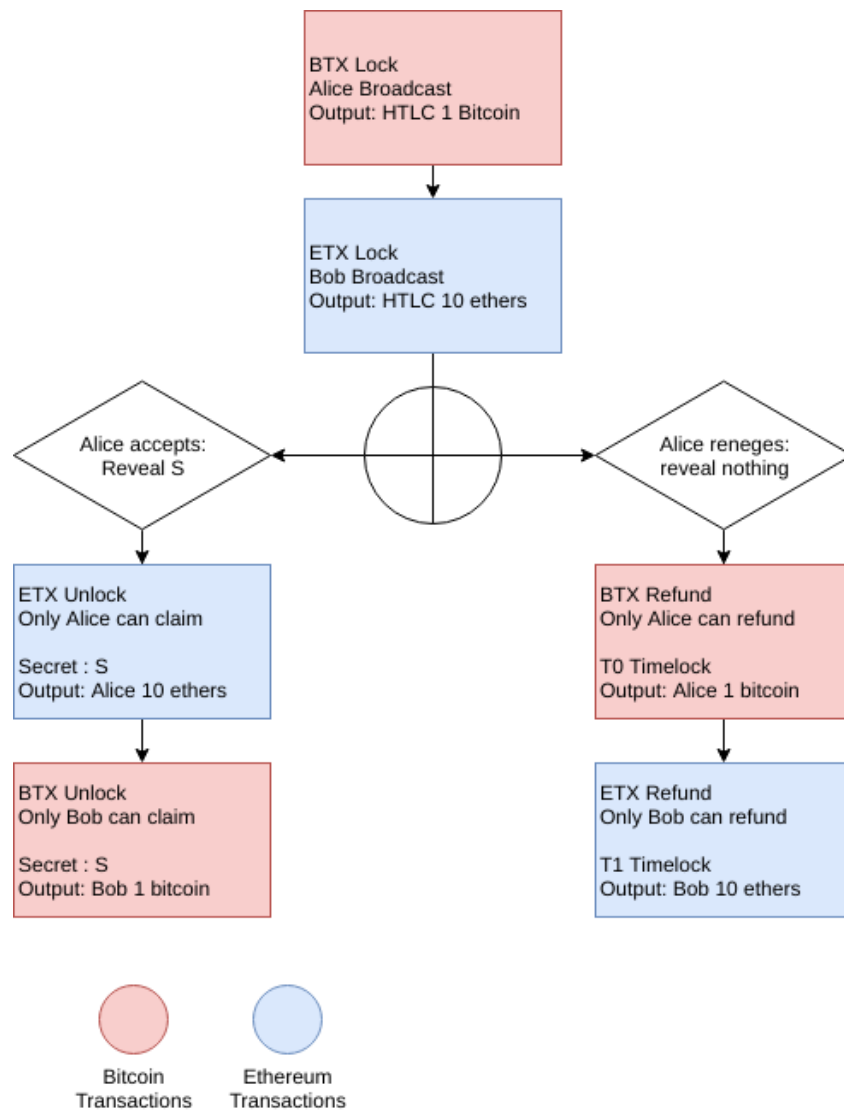 BTX Lock
Alice Broadcast
Output: HTLC 1 Bitcoin
ETX Lock
Bob Broadcast
Output: HTLC 10 ethers
Alice accepts:
Reveal S
Alice reneges:
reveal nothing
ETX Unlock
Only Alice can claim
Secret : S
Output: Alice 10 ethers
BTX Refund
Only Alice can refund
T0 Timelock
Output: Alice 1 bitcoin
BTX Unlock
Only Bob can claim
Secret : S
Output: Bob 1 bitcoin
ETX Refund
Only Bob can refund
T1 Timelock
Output: Bob 10 ethers
Bitcoin
Transactions
Ethereum
Transactions